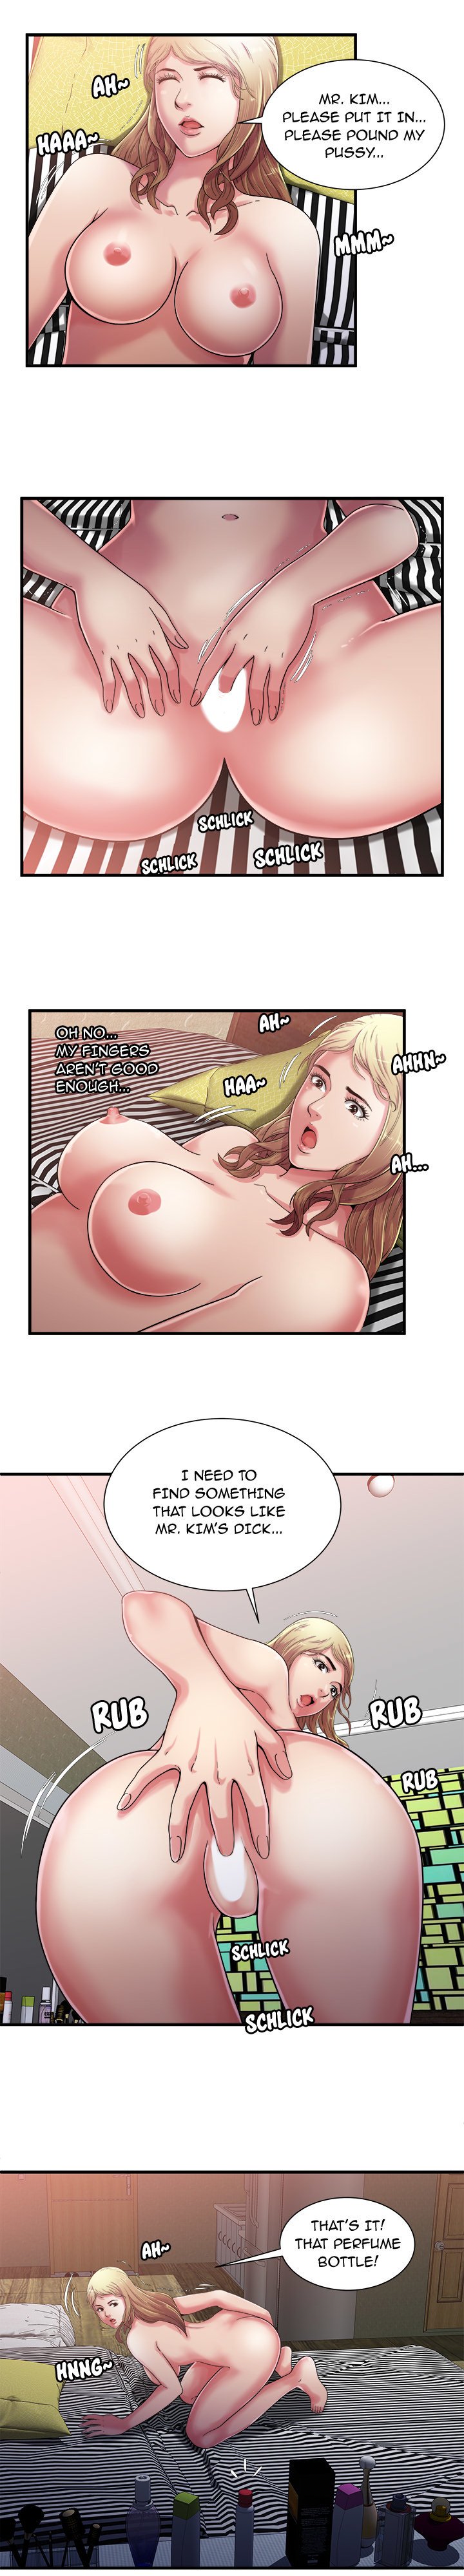 AH~
HAAA~
MR. KIM...
PLEASE PUT IT IN...
PLEASE POUND MY
PUSSY...
MMM~
SCHLICK
SCHLICK
SCHLICK
OH NO...
MY FINGERS
AREN'T GOOD
ENOUGH...
AH~
HAA~
AHHN~
AH...
I NEED TO
FIND SOMETHING
THAT LOOKS LIKE
MR. KIM'S DICK...
RUB
RUB
RUB
SCHLICK
SCHLICK
THAT'S IT!
THAT PERFUME
BOTTLE!
AH~
HNNG~